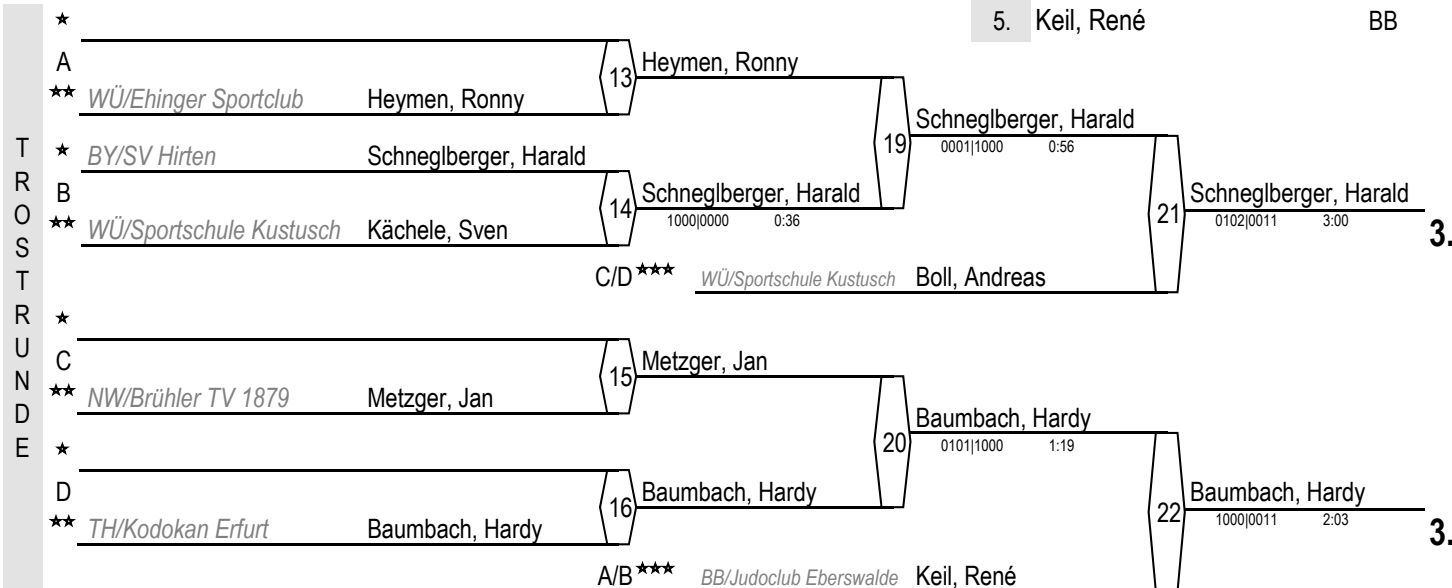 5. Keil, René BB
TROSTRUNDE
★
A
★★ WÜ/Ehinger Sportclub Heymen, Ronny
13 Heymen, Ronny
★ BY/SV Hirten Schneglberger, Harald
B
★★ WÜ/Sportschule Kustusch Kächele, Sven
14 Schneglberger, Harald
1000|0000 0:36
19 Schneglberger, Harald
0001|1000 0:56
C/D ★★★ WÜ/Sportschule Kustusch Boll, Andreas
21 Schneglberger, Harald
0102|0011 3:00
3.
★
C
★★ NW/Brühler TV 1879 Metzger, Jan
15 Metzger, Jan
★
D
★★ TH/Kodokan Erfurt Baumbach, Hardy
16 Baumbach, Hardy
20 Baumbach, Hardy
0101|1000 1:19
A/B ★★★ BB/Judoclub Eberswalde Keil, René
22 Baumbach, Hardy
1000|0011 2:03
3.